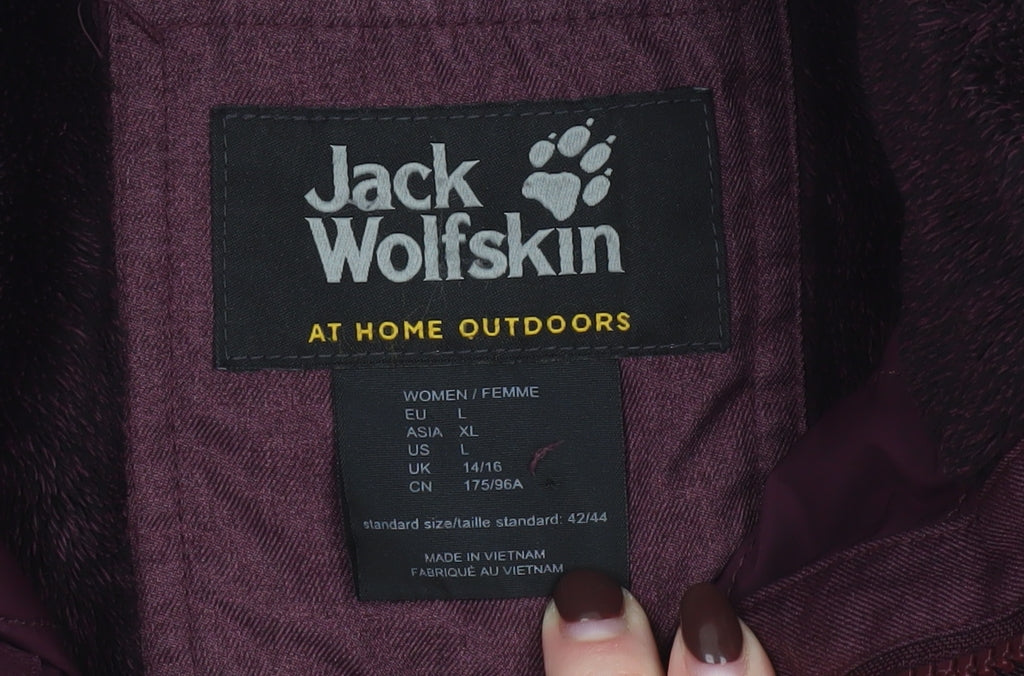 Jack
Wolfskin
AT HOME OUTDOORS
WOMEN / FEMME
EU L
ASIA XL
US L
UK 14/16
CN 175/96A
standard size/taille standard: 42/44
MADE IN VIETNAM
FABRIQUÉ AU VIETNAM